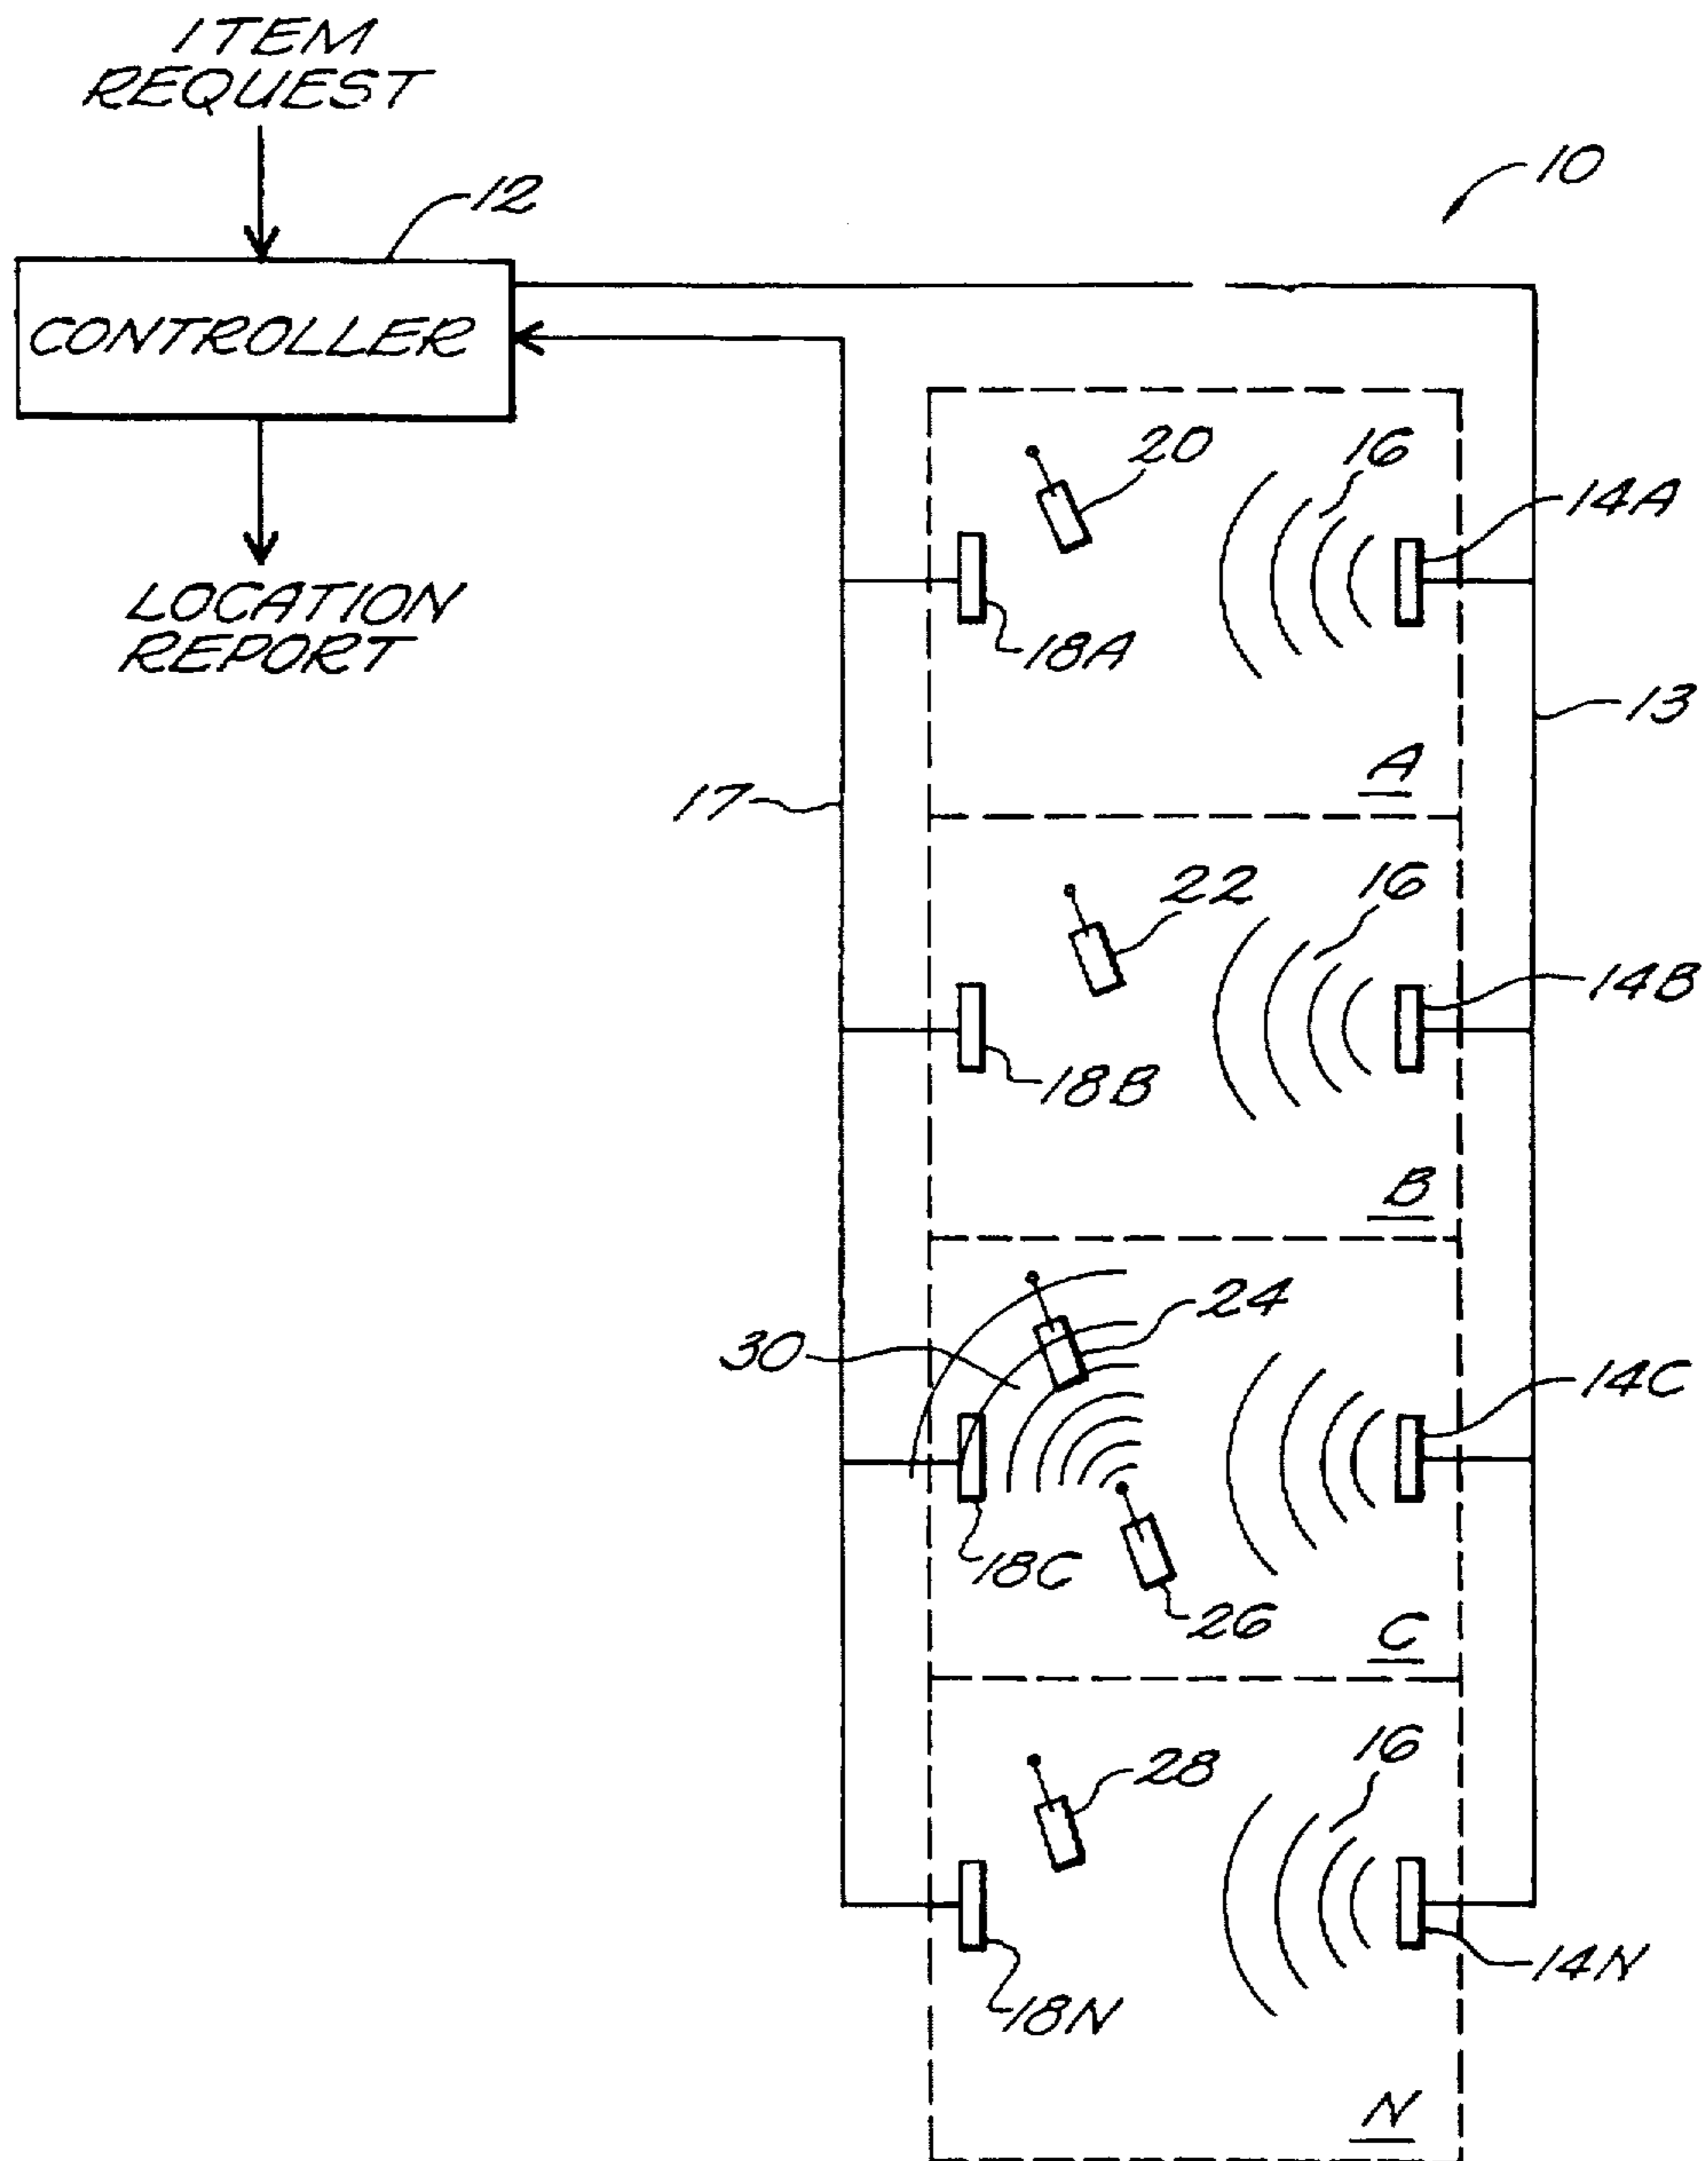 ITEM
REQUEST
12
10
CONTROLLER
LOCATION
REPORT
20
16
14A
18A
13
A
17
22
16
14B
18B
B
24
30
14C
18C
26
C
28
16
14N
18N
N